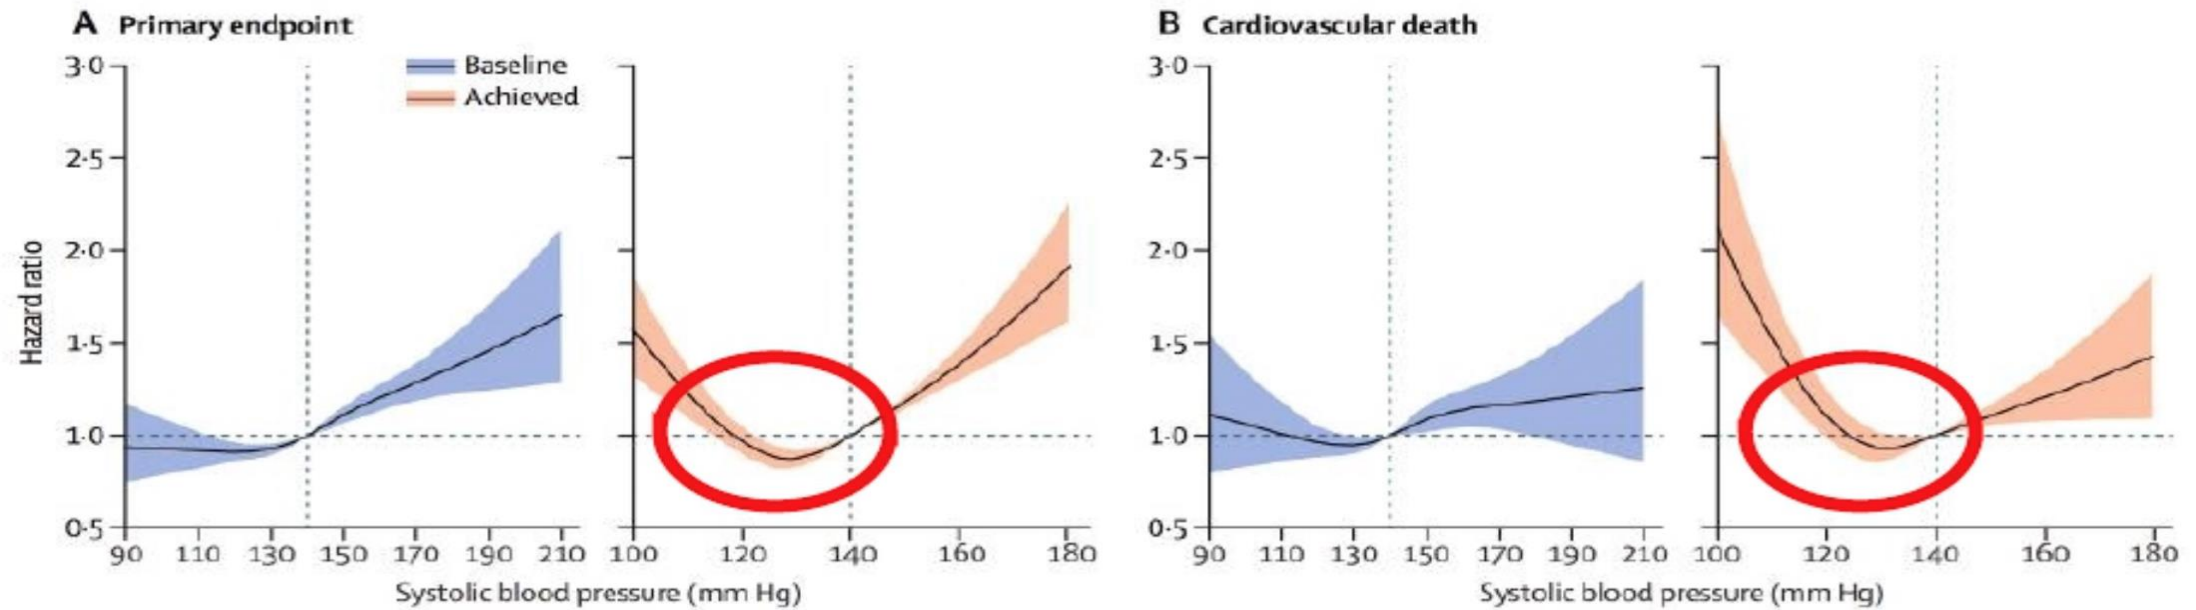 A Primary endpoint
Baseline
Achieved
3·0
2·5
2·0
1·5
1·0
0·5
Hazard ratio
90 110 130 150 170 190 210
100 120 140 160 180
Systolic blood pressure (mm Hg)
B Cardiovascular death
3·0
2·5
2·0
1·5
1·0
0·5
90 110 130 150 170 190 210
100 120 140 160 180
Systolic blood pressure (mm Hg)